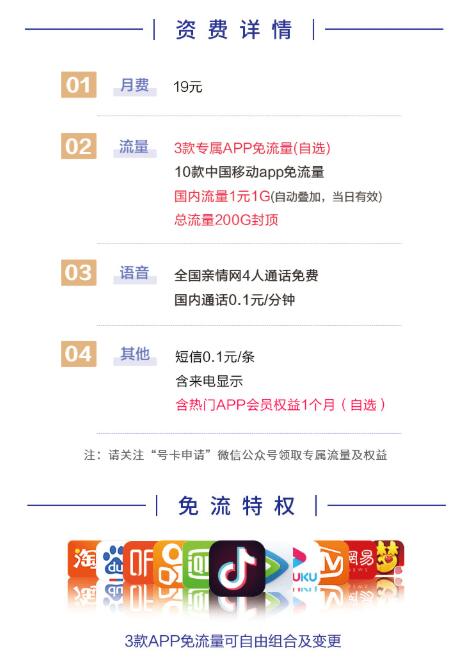 资费详情
01 月费 19元
02 流量 3款专属APP免流量(自选)
10款中国移动app免流量
国内流量1元1G(自动叠加，当日有效)
总流量200G封顶
03 语音 全国亲情网4人通话免费
国内通话0.1元/分钟
04 其他 短信0.1元/条
含来电显示
含热门APP会员权益1个月（自选）
注：请关注“号卡申请”微信公众号领取专属流量及权益
免流特权
淘 du 听 UKU 網易
3款APP免流量可自由组合及变更